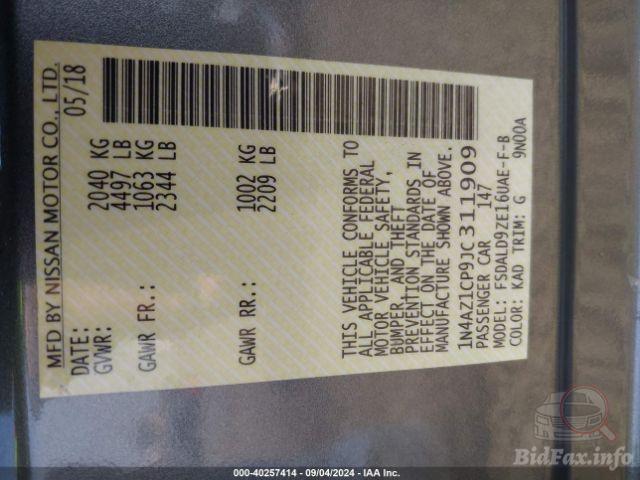 MFD BY NISSAN MOTOR CO., LTD.
DATE: 05/18
GVWR: 2040 KG
4497 LB
GAWR FR.: 1063 KG
2344 LB
GAWR RR.: 1002 KG
2209 LB
THIS VEHICLE CONFORMS TO
ALL APPLICABLE FEDERAL
MOTOR VEHICLE SAFETY,
BUMPER, AND THEFT
PREVENTION STANDARDS IN
EFFECT ON THE DATE OF
MANUFACTURE SHOWN ABOVE.
1N4AZ1CP9JC311909
PASSENGER CAR 147
MODEL: FSDALD9ZE16UAE-F-B
COLOR: KAD TRIM: G 9N00A
000-40257414 - 09/04/2024 - IAA Inc.
BidFax.info